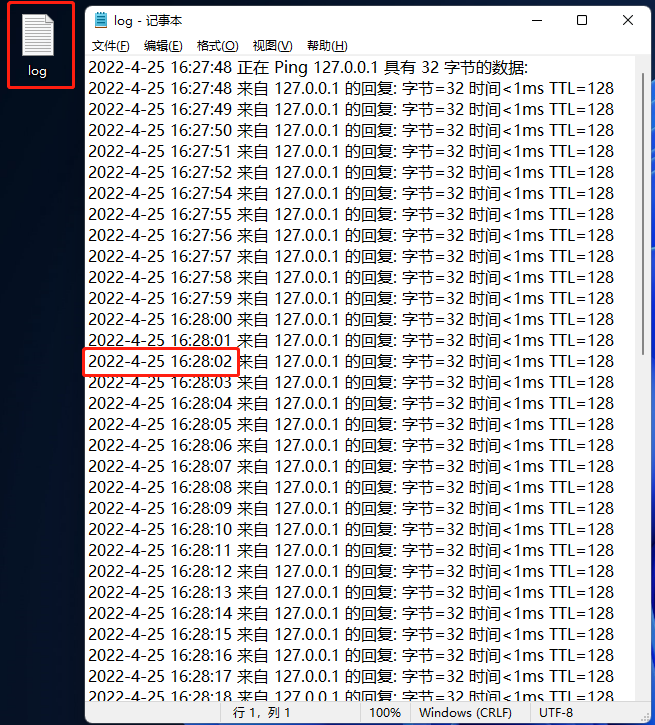 log
log - 记事本
文件(F) 编辑(E) 格式(O) 视图(V) 帮助(H)
2022-4-25 16:27:48 正在 Ping 127.0.0.1 具有 32 字节的数据:
2022-4-25 16:27:48 来自 127.0.0.1 的回复: 字节=32 时间<1ms TTL=128
2022-4-25 16:27:49 来自 127.0.0.1 的回复: 字节=32 时间<1ms TTL=128
2022-4-25 16:27:50 来自 127.0.0.1 的回复: 字节=32 时间<1ms TTL=128
2022-4-25 16:27:51 来自 127.0.0.1 的回复: 字节=32 时间<1ms TTL=128
2022-4-25 16:27:52 来自 127.0.0.1 的回复: 字节=32 时间<1ms TTL=128
2022-4-25 16:27:54 来自 127.0.0.1 的回复: 字节=32 时间<1ms TTL=128
2022-4-25 16:27:55 来自 127.0.0.1 的回复: 字节=32 时间<1ms TTL=128
2022-4-25 16:27:56 来自 127.0.0.1 的回复: 字节=32 时间<1ms TTL=128
2022-4-25 16:27:57 来自 127.0.0.1 的回复: 字节=32 时间<1ms TTL=128
2022-4-25 16:27:58 来自 127.0.0.1 的回复: 字节=32 时间<1ms TTL=128
2022-4-25 16:27:59 来自 127.0.0.1 的回复: 字节=32 时间<1ms TTL=128
2022-4-25 16:28:00 来自 127.0.0.1 的回复: 字节=32 时间<1ms TTL=128
2022-4-25 16:28:01 来自 127.0.0.1 的回复: 字节=32 时间<1ms TTL=128
2022-4-25 16:28:02 来自 127.0.0.1 的回复: 字节=32 时间<1ms TTL=128
2022-4-25 16:28:03 来自 127.0.0.1 的回复: 字节=32 时间<1ms TTL=128
2022-4-25 16:28:04 来自 127.0.0.1 的回复: 字节=32 时间<1ms TTL=128
2022-4-25 16:28:05 来自 127.0.0.1 的回复: 字节=32 时间<1ms TTL=128
2022-4-25 16:28:06 来自 127.0.0.1 的回复: 字节=32 时间<1ms TTL=128
2022-4-25 16:28:07 来自 127.0.0.1 的回复: 字节=32 时间<1ms TTL=128
2022-4-25 16:28:08 来自 127.0.0.1 的回复: 字节=32 时间<1ms TTL=128
2022-4-25 16:28:09 来自 127.0.0.1 的回复: 字节=32 时间<1ms TTL=128
2022-4-25 16:28:10 来自 127.0.0.1 的回复: 字节=32 时间<1ms TTL=128
2022-4-25 16:28:11 来自 127.0.0.1 的回复: 字节=32 时间<1ms TTL=128
2022-4-25 16:28:12 来自 127.0.0.1 的回复: 字节=32 时间<1ms TTL=128
2022-4-25 16:28:13 来自 127.0.0.1 的回复: 字节=32 时间<1ms TTL=128
2022-4-25 16:28:14 来自 127.0.0.1 的回复: 字节=32 时间<1ms TTL=128
2022-4-25 16:28:15 来自 127.0.0.1 的回复: 字节=32 时间<1ms TTL=128
2022-4-25 16:28:16 来自 127.0.0.1 的回复: 字节=32 时间<1ms TTL=128
2022-4-25 16:28:17 来自 127.0.0.1 的回复: 字节=32 时间<1ms TTL=128
2022-4-25 16:28:18 来自 127.0.0.1 的回复: 字节=32 时间<1ms TTL=128
行 1，列 1 100% Windows (CRLF) UTF-8